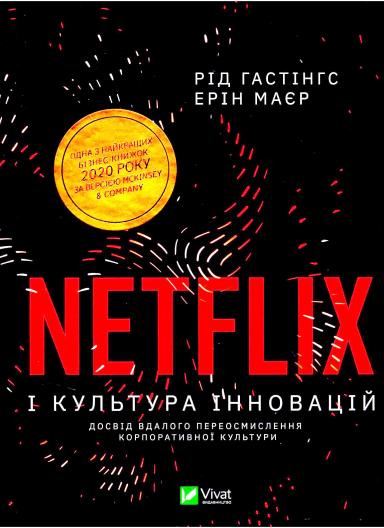 РІД ГАСТІНГС
ЕРІН МАЄР
ОДНА З НАЙКРАЩИХ
БІЗНЕС-КНИЖОК
2020 РОКУ
ЗА ВЕРСІЄЮ MCKINSEY
& COMPANY
NETFLIX
І КУЛЬТУРА ІННОВАЦІЙ
ДОСВІД ВДАЛОГО ПЕРЕОСМИСЛЕННЯ
КОРПОРАТИВНОЇ КУЛЬТУРИ
Vivat
ВИДАВНИЦТВО